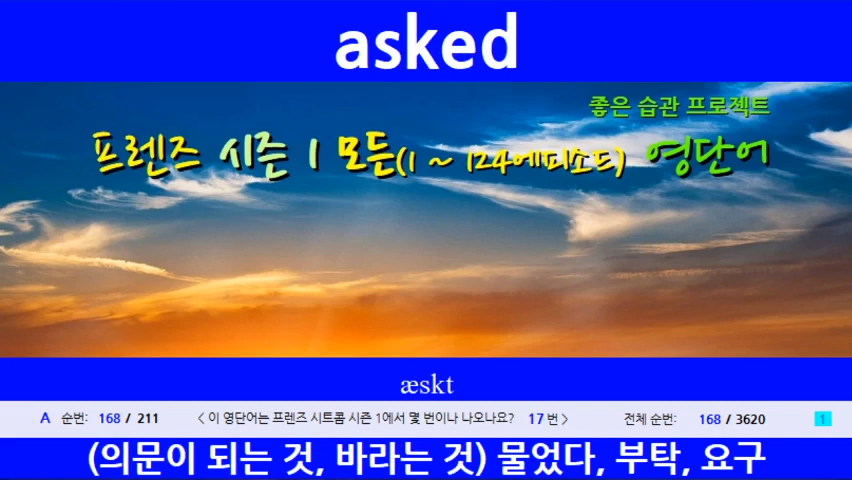 asked
좋은 습관 프로젝트
프렌즈 시즌 1 모든(1 ~ 124에피소드) 영단어
æskt
A 순번: 168 / 211 < 이 영단어는 프렌즈 시트콤 시즌 1에서 몇 번이나 나오나요? 17 번 > 전체 순번: 168 / 3620 1
(의문이 되는 것, 바라는 것) 물었다, 부탁, 요구